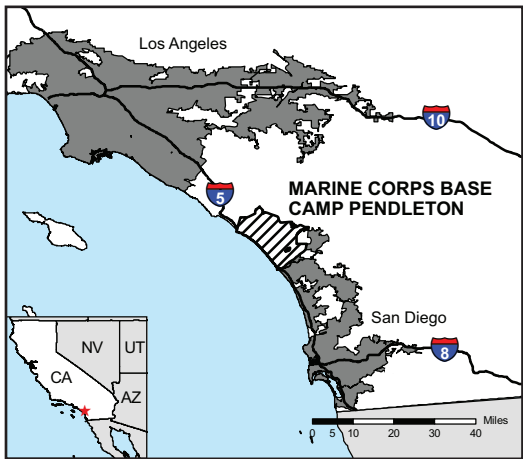 Los Angeles
10
MARINE CORPS BASE
CAMP PENDLETON
5
San Diego
8
NV
UT
CA
AZ
Miles
0 5 10 20 30 40